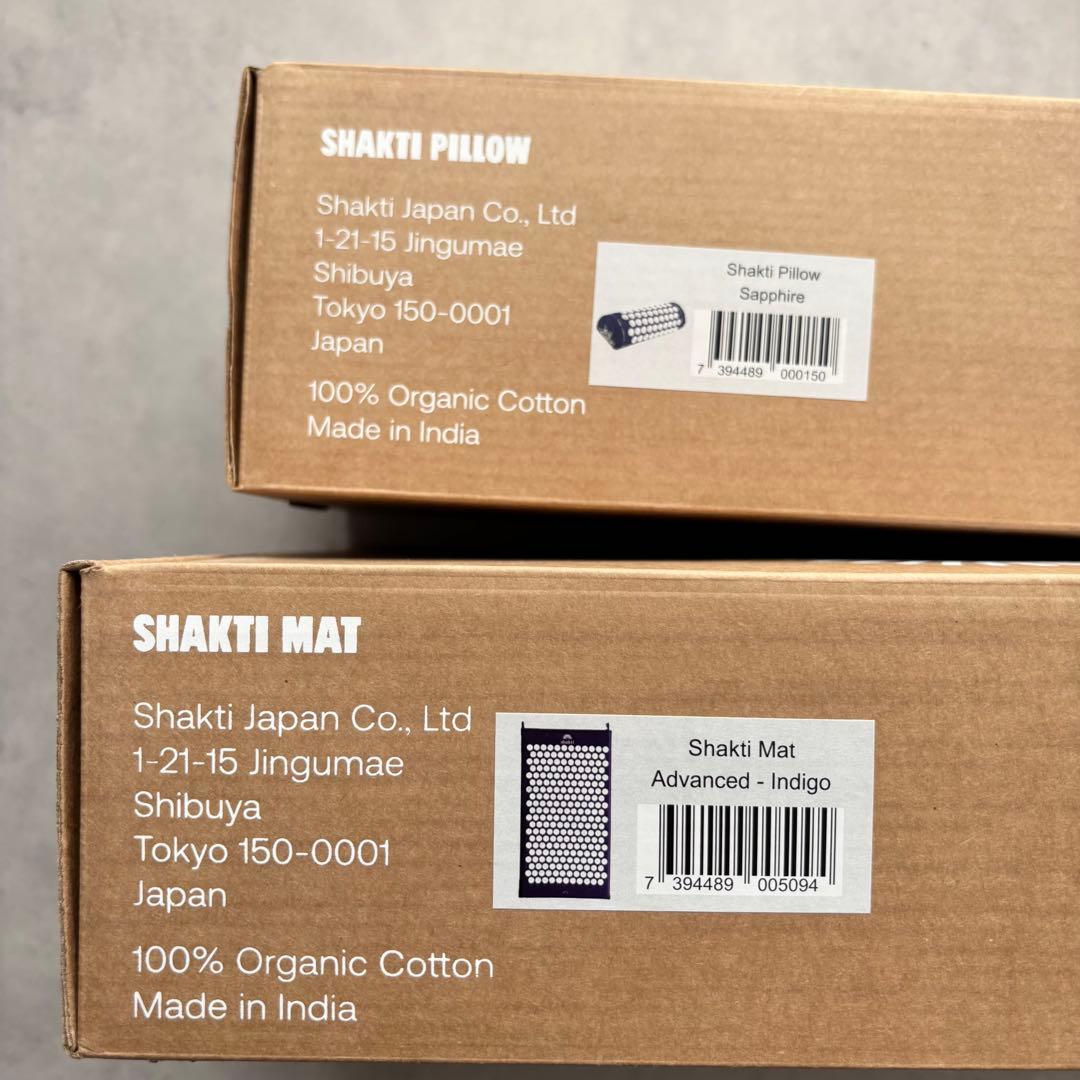 SHAKTI PILLOW
Shakti Japan Co., Ltd
1-21-15 Jingumae
Shibuya
Tokyo 150-0001
Japan
100% Organic Cotton
Made in India
Shakti Pillow
Sapphire
7 394489 000150
SHAKTI MAT
Shakti Japan Co., Ltd
1-21-15 Jingumae
Shibuya
Tokyo 150-0001
Japan
100% Organic Cotton
Made in India
shakti
Shakti Mat
Advanced - Indigo
7 394489 005094